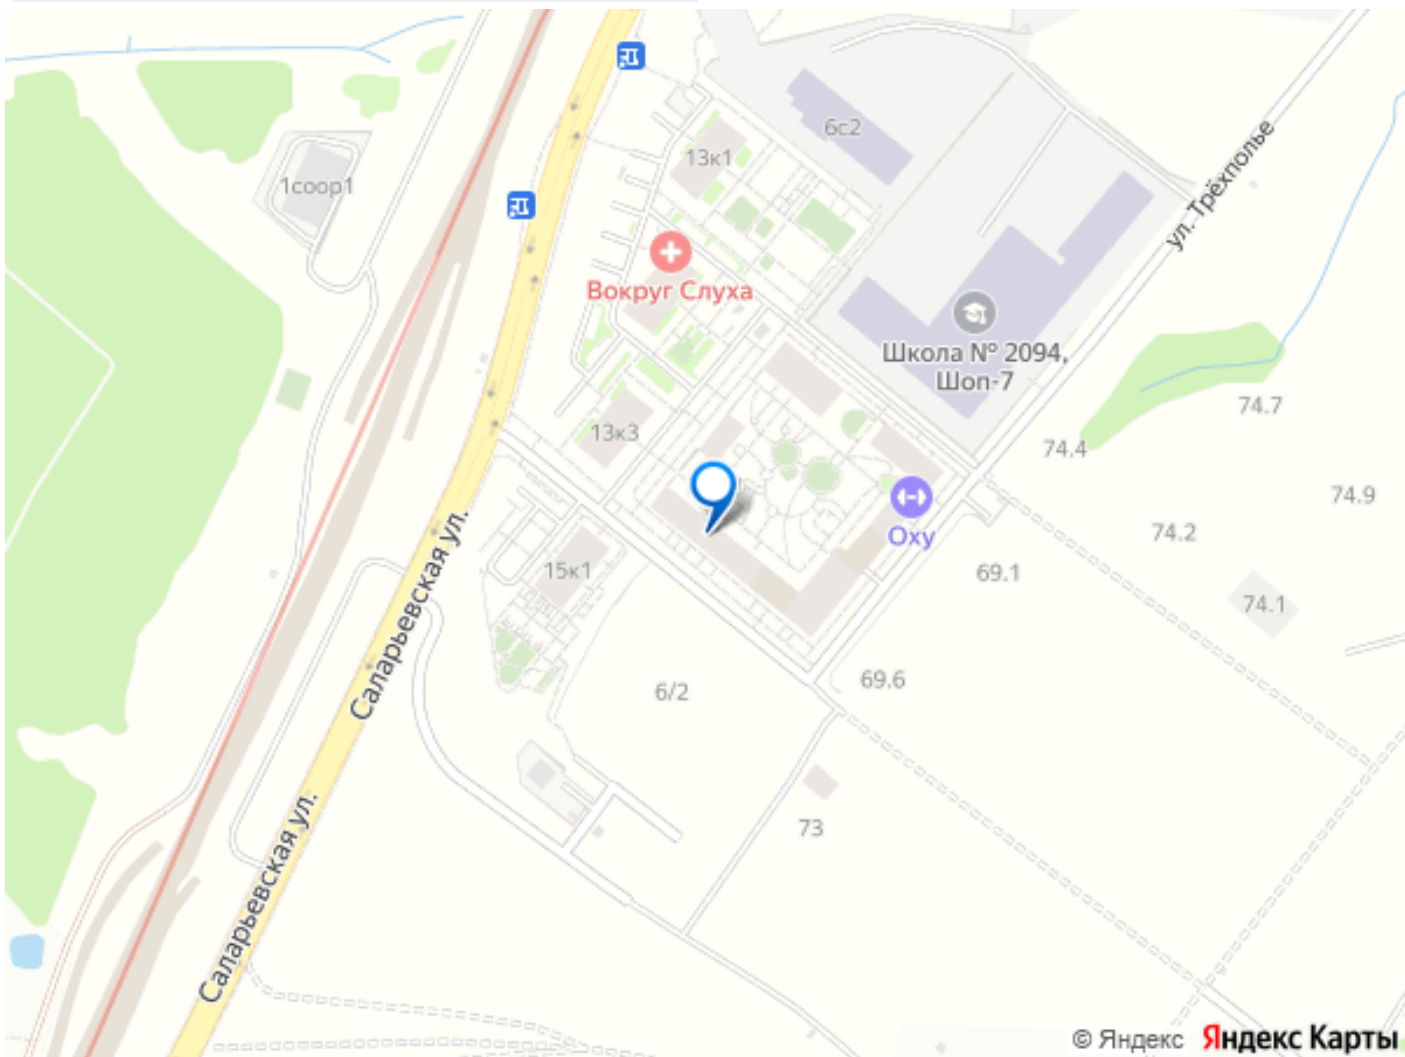 6с2
13к1
1соор1
ул. Трёхполье
Вокруг Слуха
Школа № 2094,
Шоп-7
74.7
13к3
74.4
74.9
Оху
74.2
15к1
69.1
74.1
Саларьевская ул.
69.6
6/2
73
Саларьевская ул.
© Яндекс Яндекс Карты